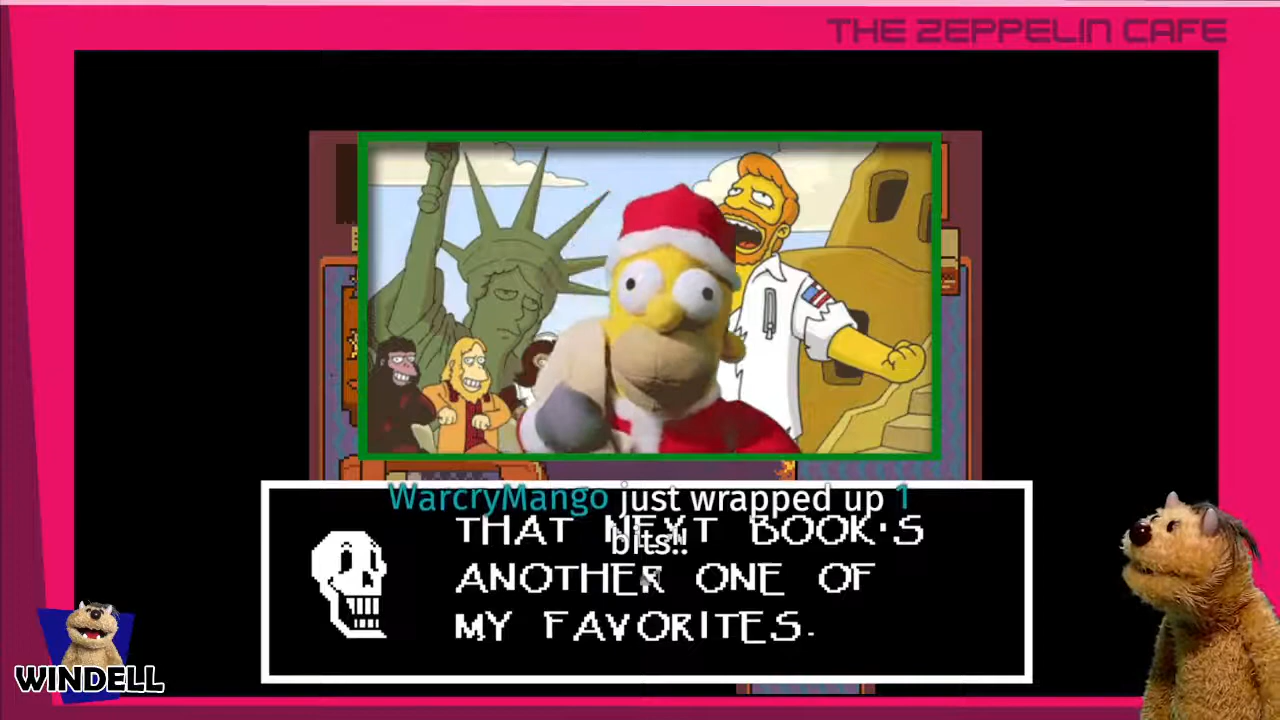 THE ZEPPELIN CAFE
WarcryMango just wrapped up 1
bits!!
THAT NEXT BOOK'S
ANOTHER ONE OF
MY FAVORITES.
WINDELL